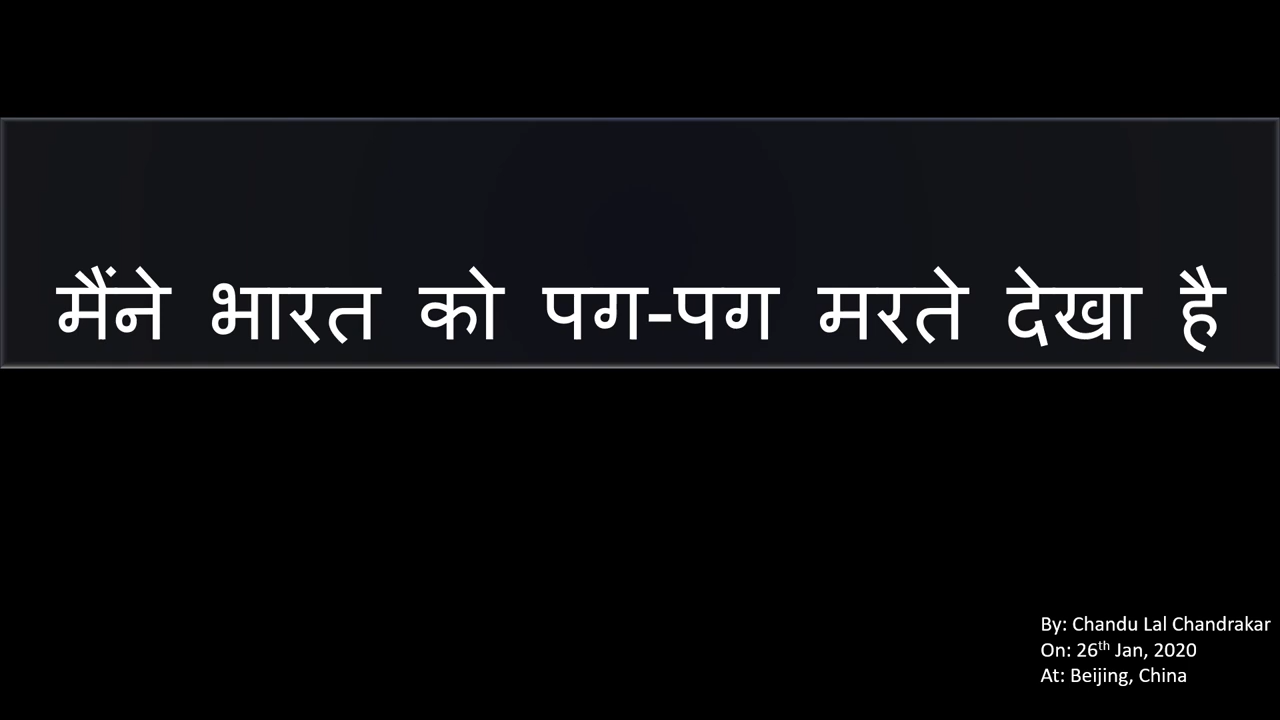 मैंने भारत को पग-पग मरते देखा है
By: Chandu Lal Chandrakar
On: 26th Jan, 2020
At: Beijing, China